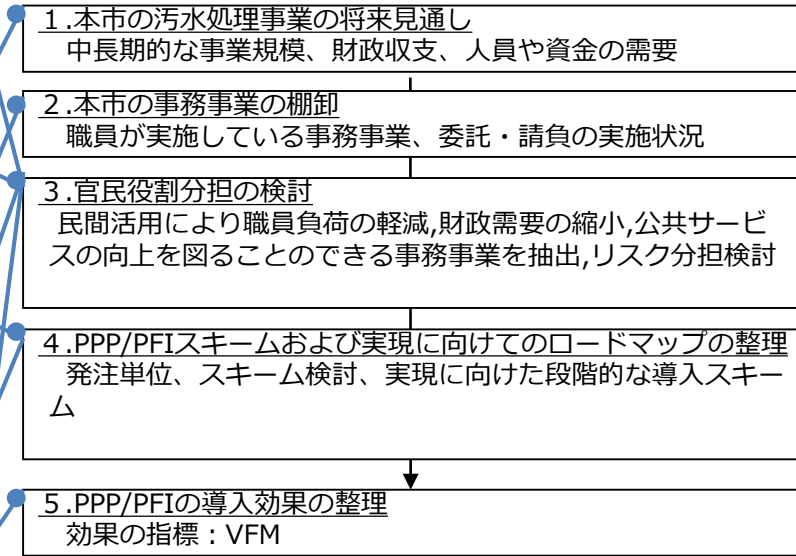 １.本市の汚水処理事業の将来見通し
中長期的な事業規模、財政収支、人員や資金の需要
２.本市の事務事業の棚卸
職員が実施している事務事業、委託・請負の実施状況
３.官民役割分担の検討
民間活用により職員負荷の軽減,財政需要の縮小,公共サービ
スの向上を図ることのできる事務事業を抽出,リスク分担検討
４.PPP/PFIスキームおよび実現に向けてのロードマップの整理
発注単位、スキーム検討、実現に向けた段階的な導入スキー
ム
５.PPP/PFIの導入効果の整理
効果の指標：VFM